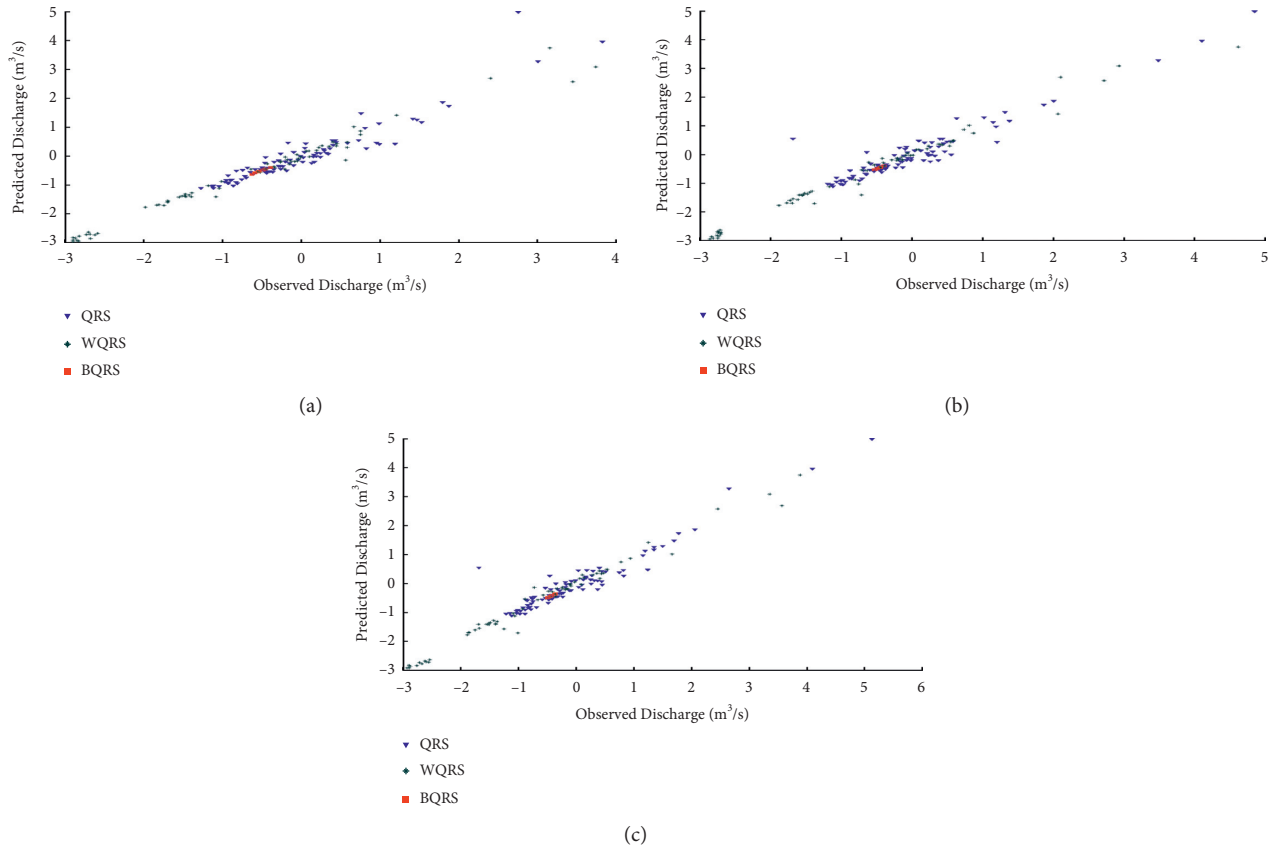 5
4
3
2
1
0
–1
–2
–3
Predicted Discharge (m³/s)
–3 –2 –1 0 1 2 3 4
Observed Discharge (m³/s)
QRS
WQRS
BQRS
(a)
5
4
3
2
1
0
–1
–2
–3
Predicted Discharge (m³/s)
–3 –2 –1 0 1 2 3 4 5
Observed Discharge (m³/s)
QRS
WQRS
BQRS
(b)
5
4
3
2
1
0
–1
–2
–3
Predicted Discharge (m³/s)
–3 –2 –1 0 1 2 3 4 5 6
Observed Discharge (m³/s)
QRS
WQRS
BQRS
(c)